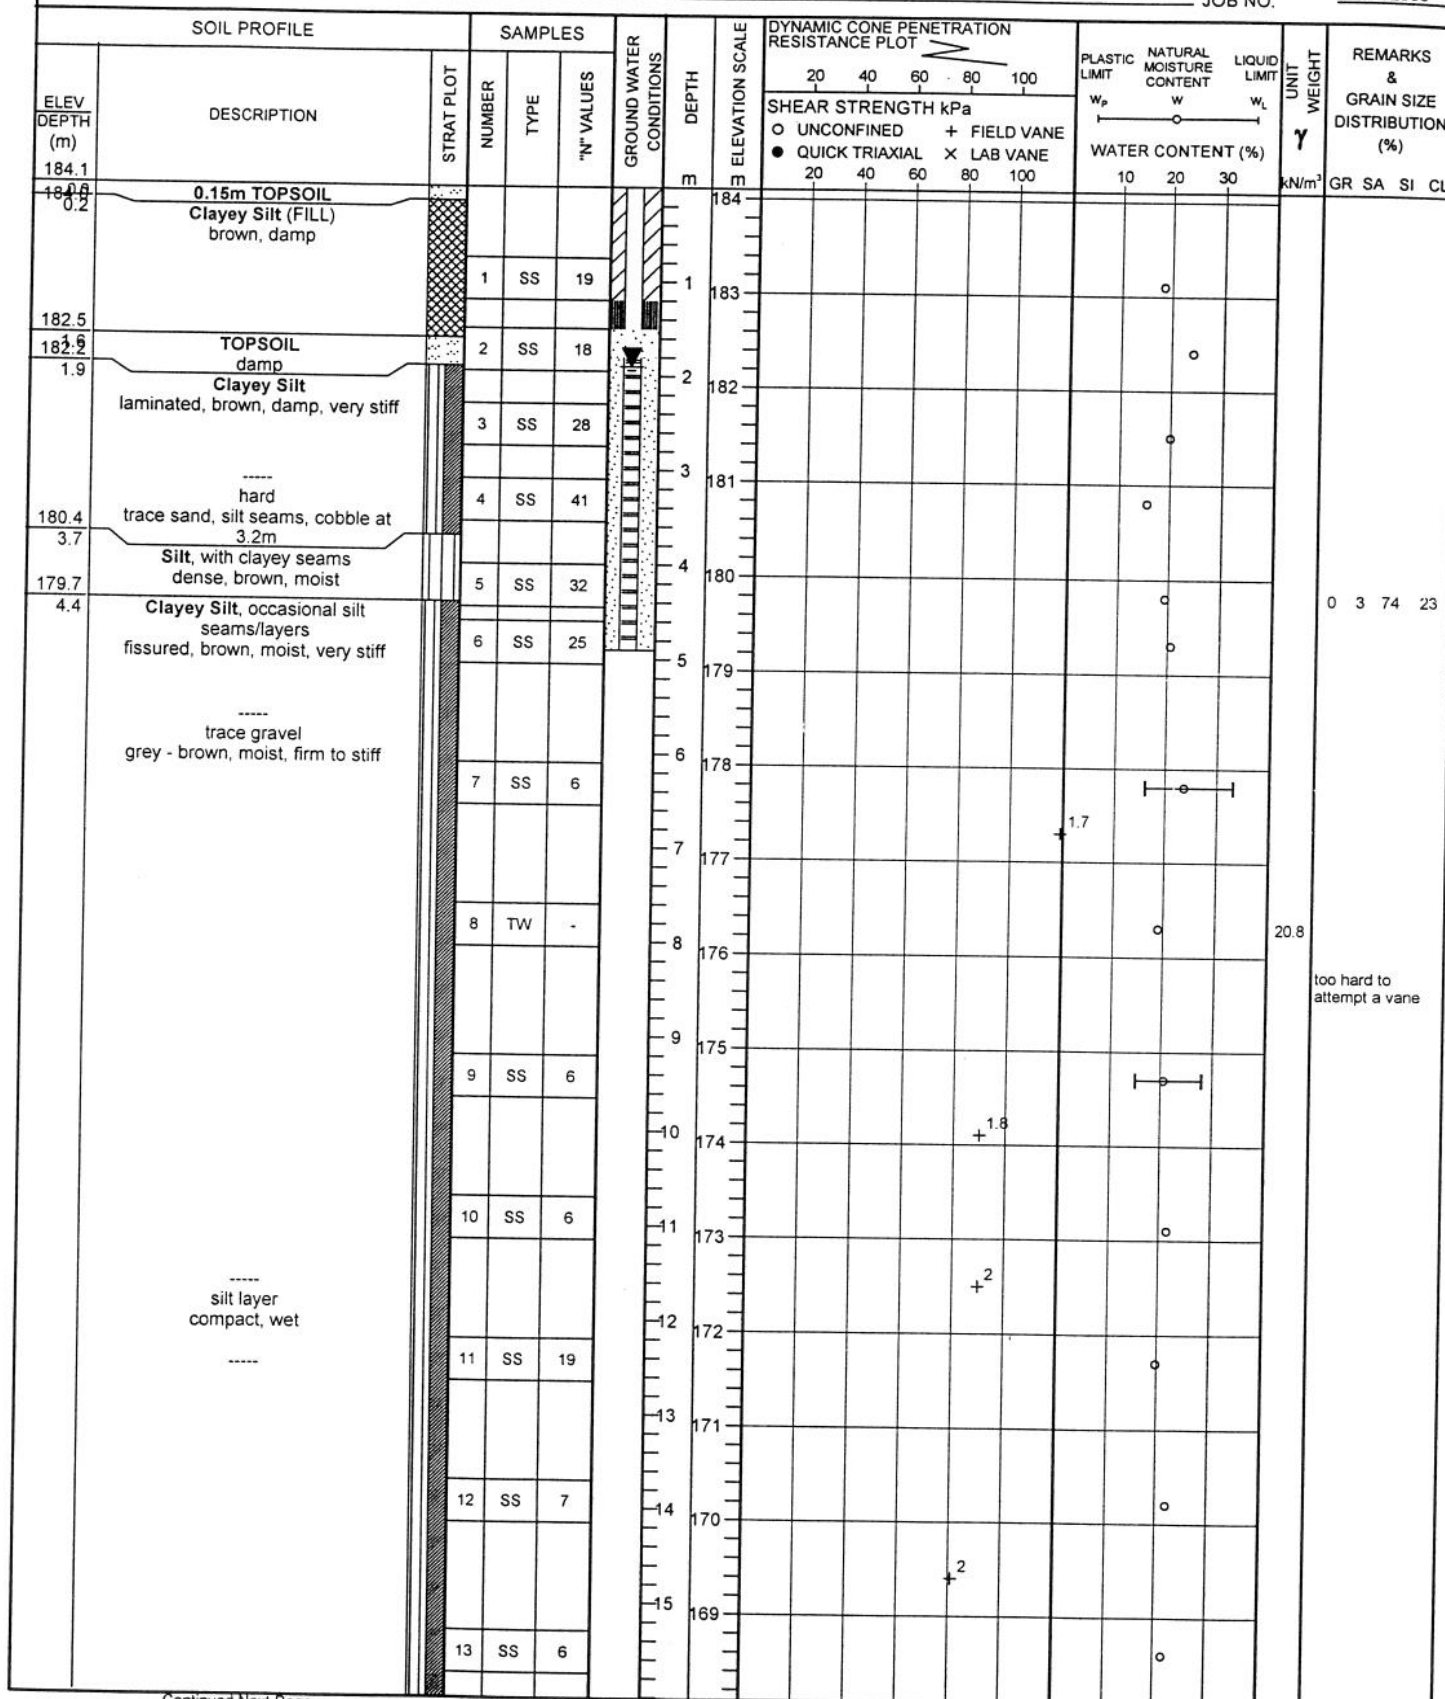 JOB NO.
SOIL PROFILE
SAMPLES
GROUND WATER CONDITIONS
DEPTH
m
ELEVATION SCALE
m
DYNAMIC CONE PENETRATION
RESISTANCE PLOT
20 40 60 80 100
SHEAR STRENGTH kPa
O UNCONFINED + FIELD VANE
● QUICK TRIAXIAL × LAB VANE
20 40 60 80 100
PLASTIC LIMIT
NATURAL MOISTURE CONTENT
LIQUID LIMIT
WP W WL
WATER CONTENT (%)
10 20 30
UNIT WEIGHT
γ
kN/m³
REMARKS
&
GRAIN SIZE
DISTRIBUTION
(%)
GR SA SI CL
ELEV
DEPTH
(m)
DESCRIPTION
STRAT PLOT
NUMBER
TYPE
"N" VALUES
184.1
0.0
0.15m TOPSOIL
0.2
Clayey Silt (FILL)
brown, damp
184
1 SS 19
1
183
182.5
1.6
TOPSOIL
2 SS 18
182.2
damp
1.9
Clayey Silt
laminated, brown, damp, very stiff
2
182
3 SS 28
3
181
-----
hard
4 SS 41
trace sand, silt seams, cobble at
3.2m
180.4
3.7
Silt, with clayey seams
dense, brown, moist
4
180
5 SS 32
179.7
4.4
0 3 74 23
Clayey Silt, occasional silt
seams/layers
fissured, brown, moist, very stiff
6 SS 25
5
179
-----
trace gravel
grey - brown, moist, firm to stiff
6
178
7 SS 6
1.7
7
177
8 TW -
20.8
8
176
too hard to
attempt a vane
9
175
9 SS 6
1.8
10
174
10 SS 6
11
173
2
-----
silt layer
compact, wet
12
172
-----
11 SS 19
13
171
12 SS 7
14
170
2
15
169
13 SS 6